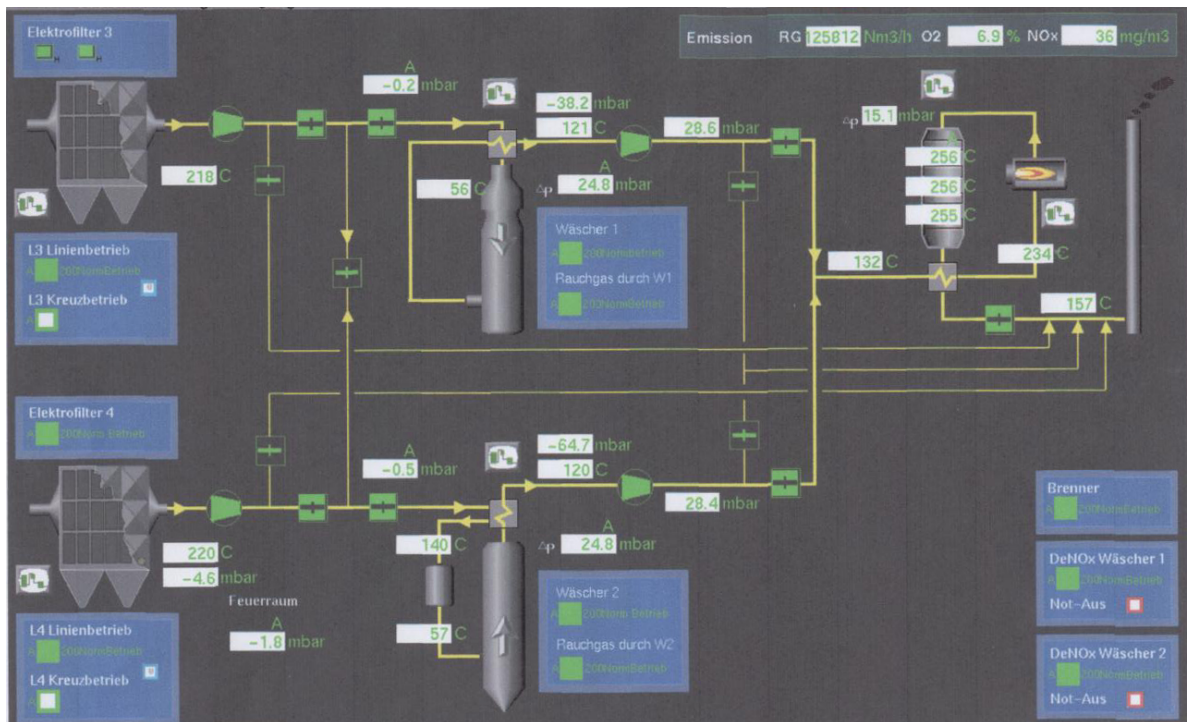 Elektrofilter 3
H H
Emission RG 125812 Nm3/h O2 6.9 % NOx 36 mg/m3
A
-0.2 mbar
-38.2 mbar
121 C
28.6 mbar
Δp 15.1 mbar
218 C
56 C
A
Δp 24.8 mbar
256 C
256 C
255 C
L3 Linienbetrieb
L3 Kreuzbetrieb
A
Wäscher 1
Rauchgas durch W1
132 C
234 C
157 C
Elektrofilter 4
A
-0.5 mbar
-64.7 mbar
120 C
28.4 mbar
220 C
-4.6 mbar
140 C
A
Δp 24.8 mbar
Feuerraum
A
-1.8 mbar
57 C
L4 Linienbetrieb
L4 Kreuzbetrieb
A
Wäscher 2
Rauchgas durch W2
Brenner
DeNOx Wäscher 1
Not-Aus
DeNOx Wäscher 2
Not-Aus